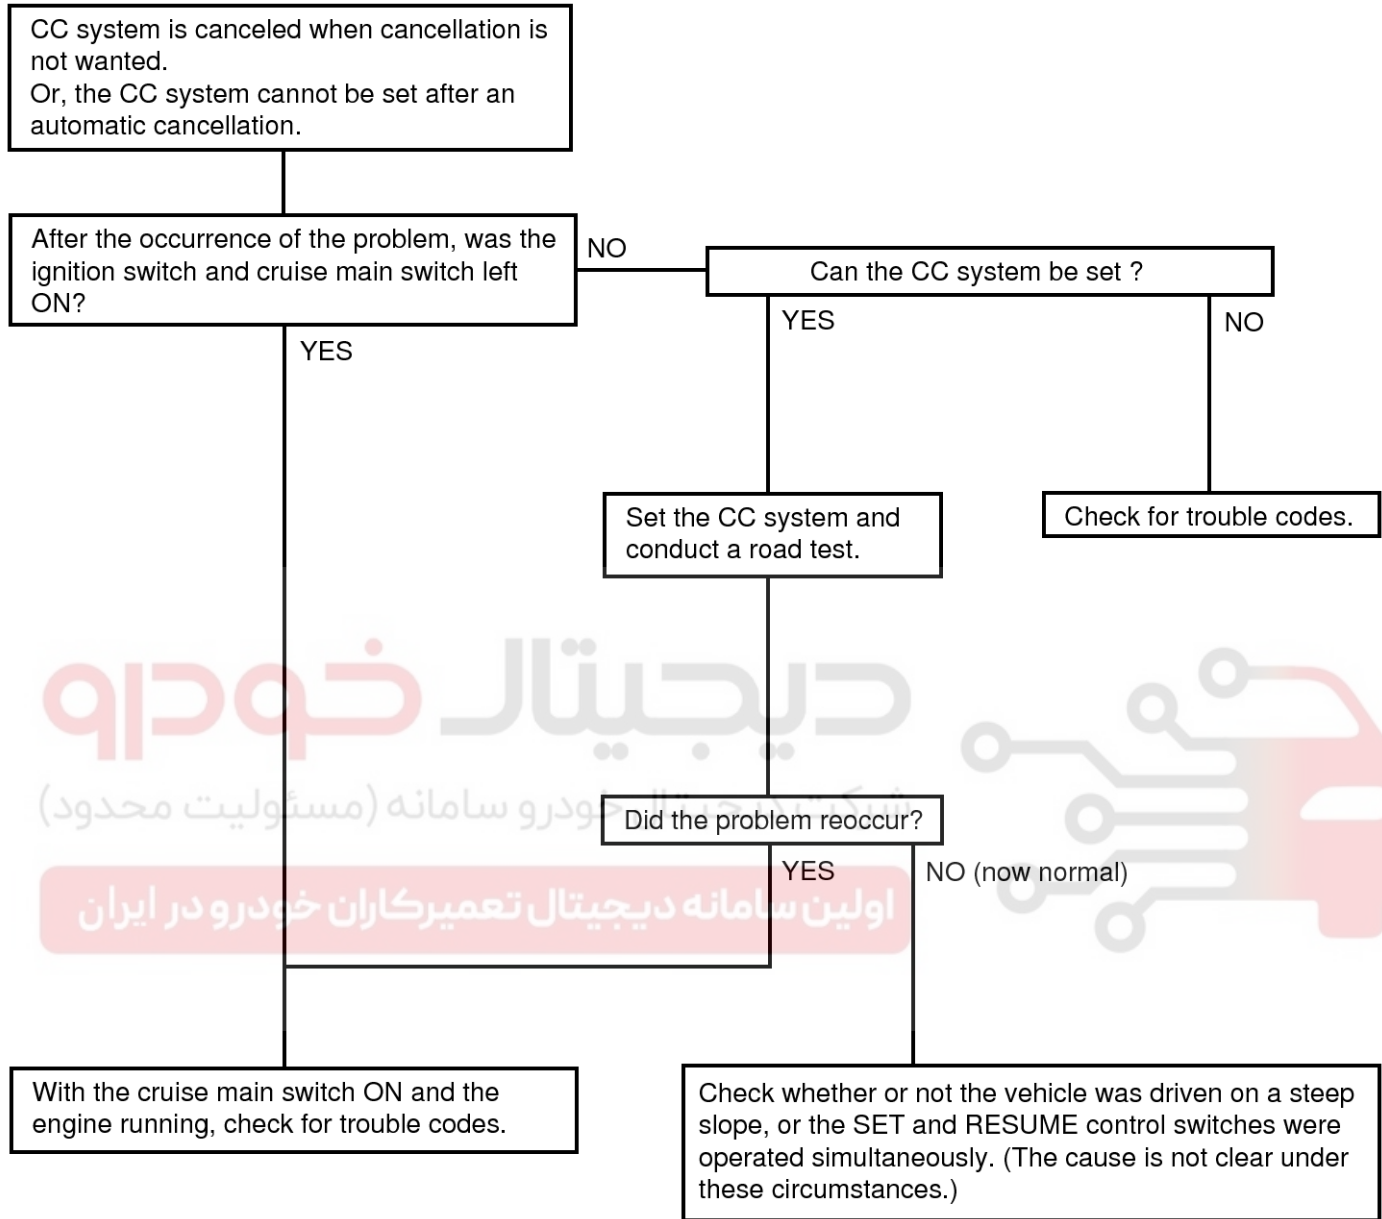 CC system is canceled when cancellation is
not wanted.
Or, the CC system cannot be set after an
automatic cancellation.
After the occurrence of the problem, was the
ignition switch and cruise main switch left
ON?
NO
Can the CC system be set ?
YES
NO
YES
Set the CC system and
conduct a road test.
Check for trouble codes.
دیجیتال خودرو
شرکت دیجیتال خودرو سامانه (مسئولیت محدود)
Did the problem reoccur?
YES
NO (now normal)
اولین سامانه دیجیتال تعمیرکاران خودرو در ایران
With the cruise main switch ON and the
engine running, check for trouble codes.
Check whether or not the vehicle was driven on a steep
slope, or the SET and RESUME control switches were
operated simultaneously. (The cause is not clear under
these circumstances.)